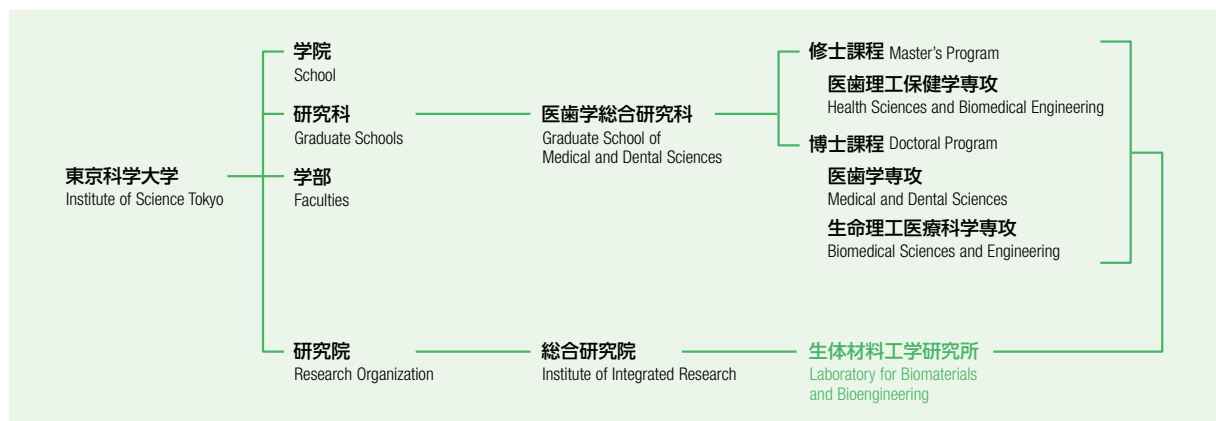 東京科学大学
Institute of Science Tokyo
学院
School
研究科
Graduate Schools
学部
Faculties
研究院
Research Organization
医歯学総合研究科
Graduate School of
Medical and Dental Sciences
総合研究院
Institute of Integrated Research
修士課程 Master's Program
医歯理工保健学専攻
Health Sciences and Biomedical Engineering
博士課程 Doctoral Program
医歯学専攻
Medical and Dental Sciences
生命理工医療科学専攻
Biomedical Sciences and Engineering
生体材料工学研究所
Laboratory for Biomaterials
and Bioengineering